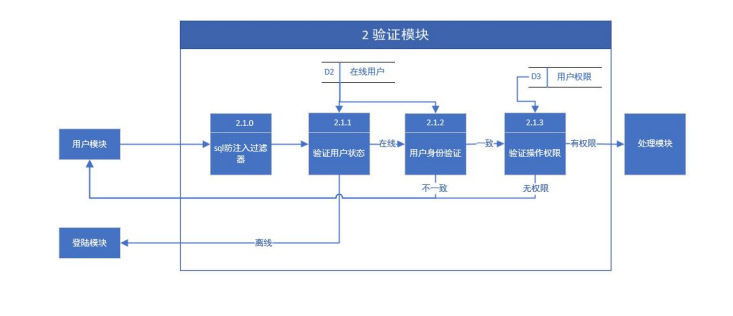 2 验证模块
D2 在线用户
D3 用户权限
2.1.0
2.1.1
2.1.2
2.1.3
用户模块
sql防注入过滤
器
验证用户状态
在线
用户身份验证
一致
验证操作权限
有权限
处理模块
不一致
无权限
登陆模块
离线